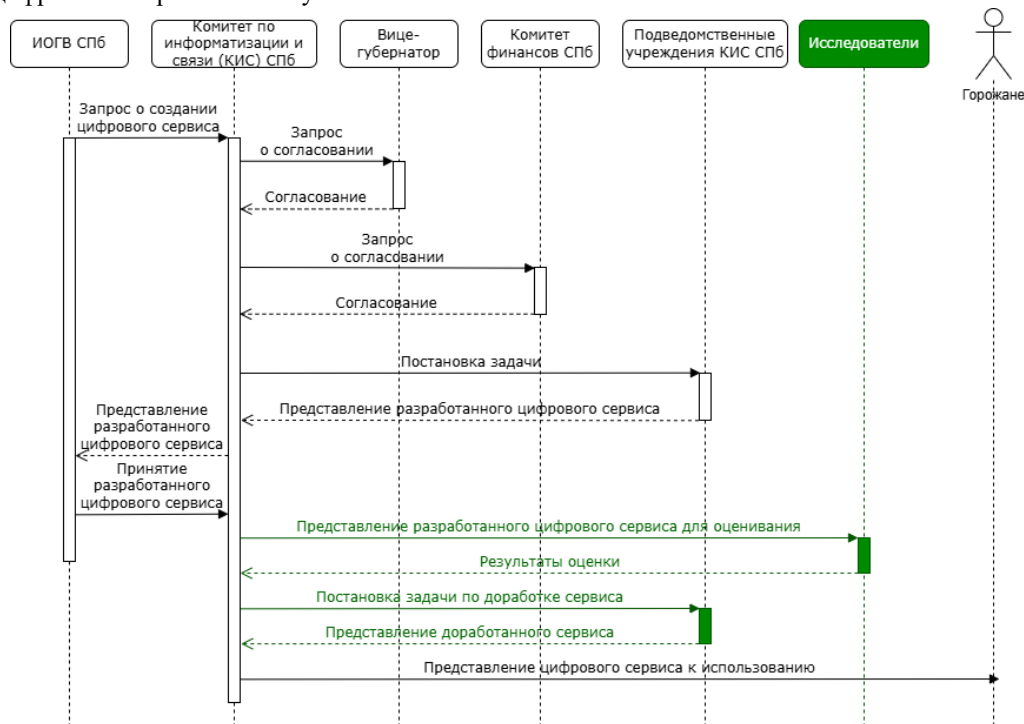 ИОГВ СПб
Комитет по
информатизации и
связи (КИС) СПб
Вице-
губернатор
Комитет
финансов СПб
Подведомственные
учреждения КИС СПб
Исследователи
Горожане
Запрос о создании
цифрового сервиса
Запрос
о согласовании
Согласование
Запрос
о согласовании
Согласование
Постановка задачи
Представление разработанного цифрового сервиса
Представление
разработанного
цифрового сервиса
Принятие
разработанного
цифрового сервиса
Представление разработанного цифрового сервиса для оценивания
Результаты оценки
Постановка задачи по доработке сервиса
Представление доработанного сервиса
Представление цифрового сервиса к использованию